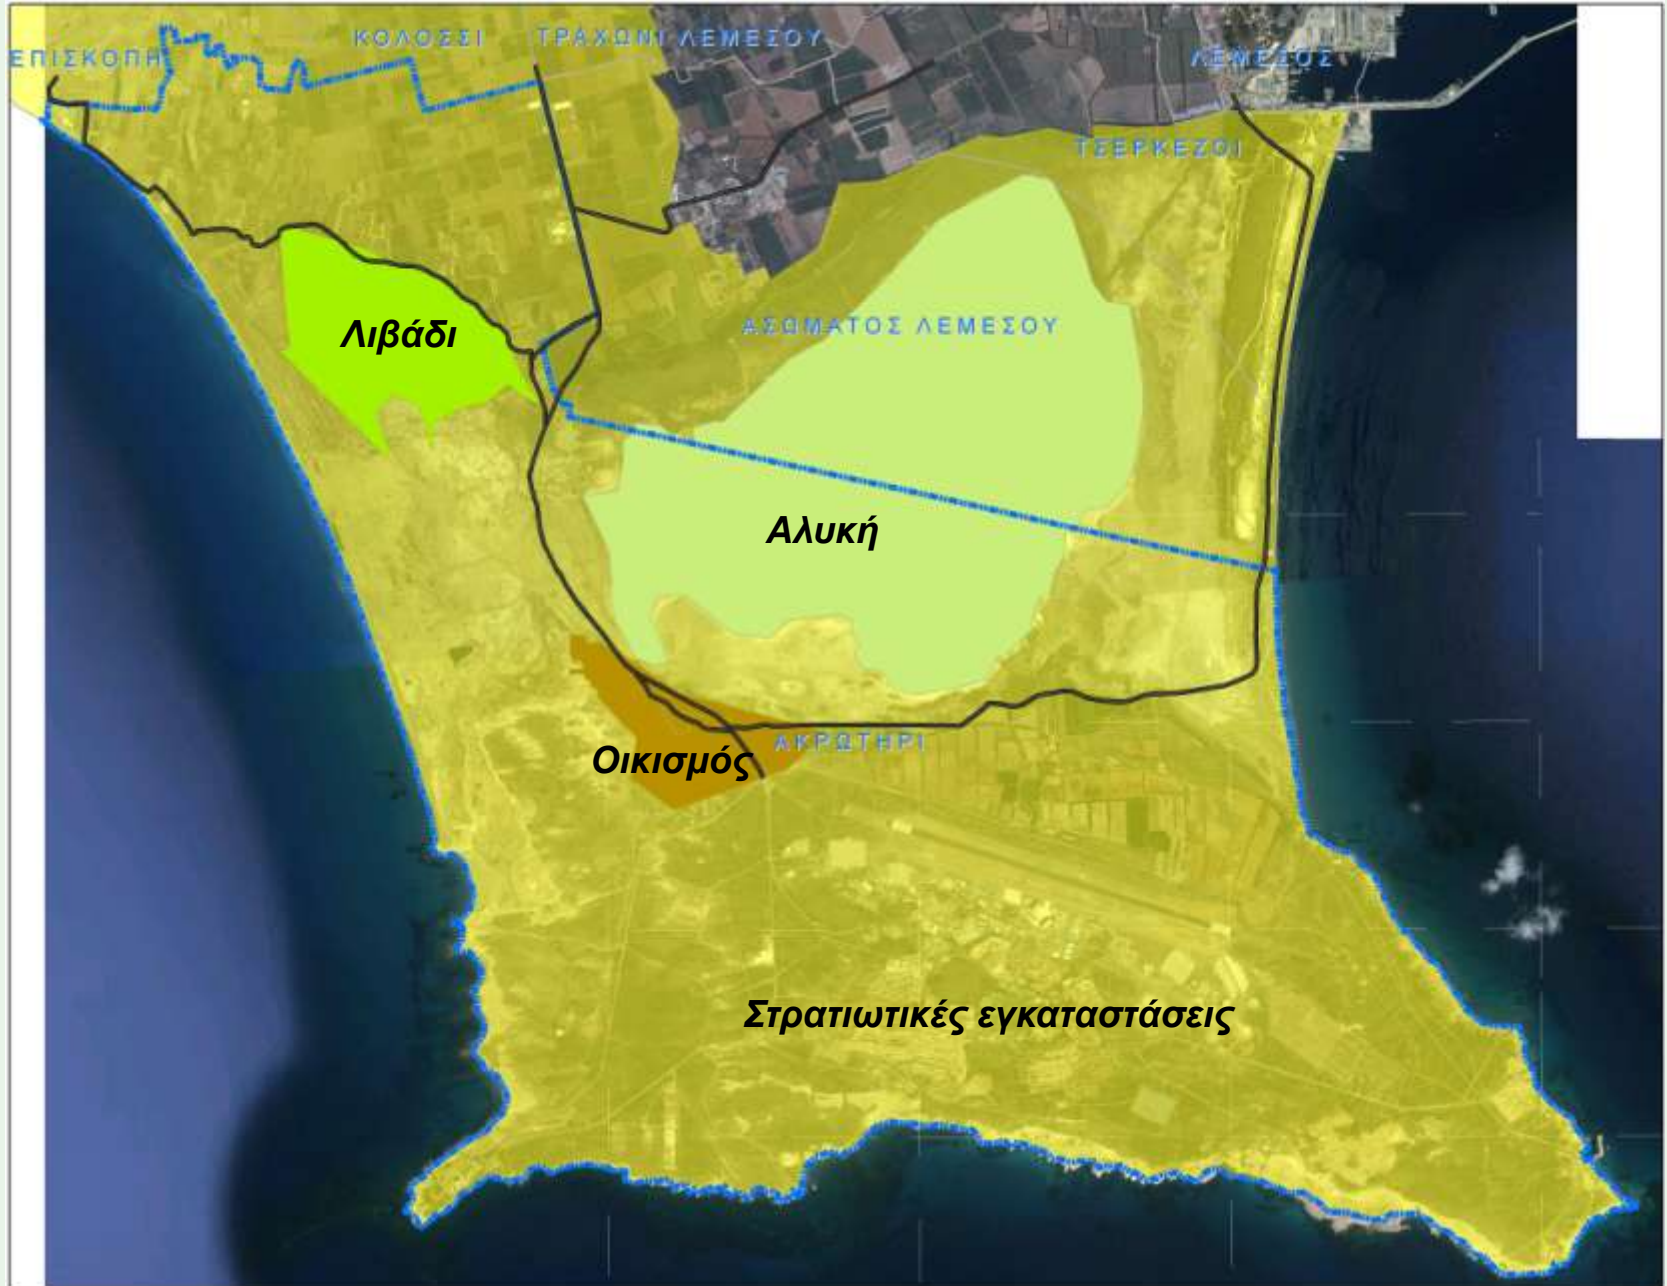 ΕΠΙΣΚΟΠΗ
ΚΟΛΟΣΣΙ
ΤΡΑΧΩΝΙ ΛΕΜΕΣΟΥ
ΛΕΜΕΣΟΣ
ΤΣΕΡΚΕΖΟΙ
Λιβάδι
ΑΣΩΜΑΤΟΣ ΛΕΜΕΣΟΥ
Αλυκή
ΑΚΡΩΤΗΡΙ
Οικισμός
Στρατιωτικές εγκαταστάσεις